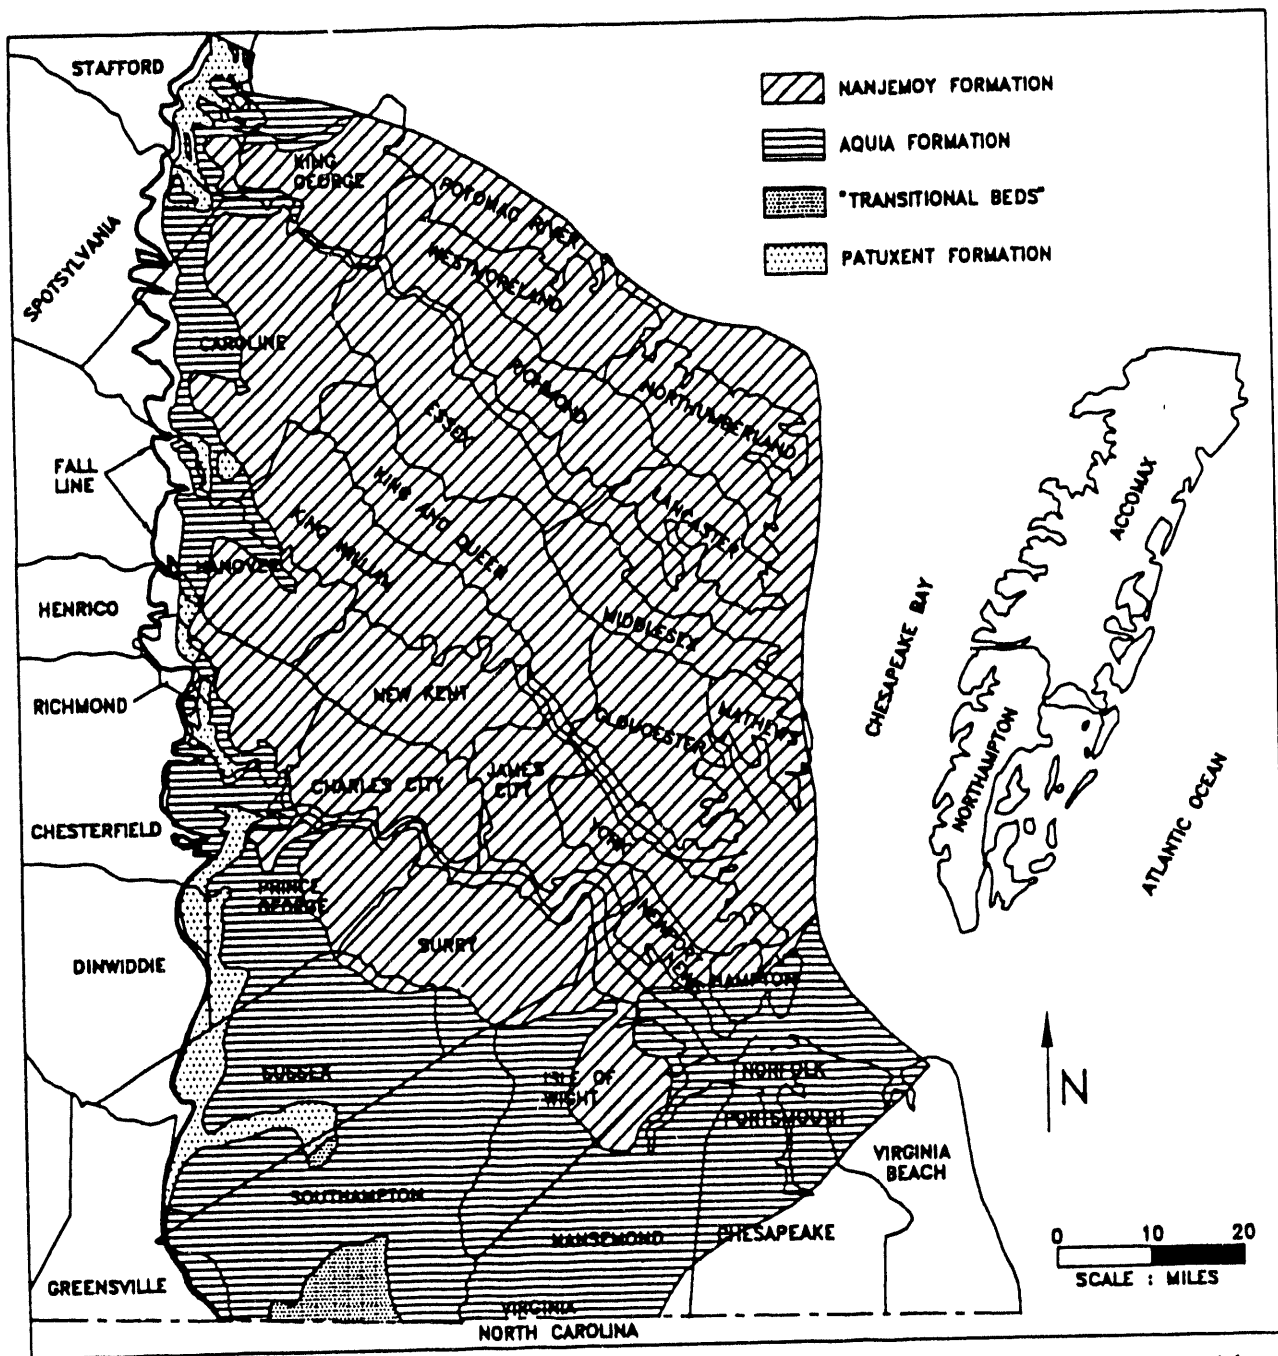 STAFFORD
NANJEMOY FORMATION
AQUIA FORMATION
"TRANSITIONAL BEDS"
PATUXENT FORMATION
KING
GEORGE
POTOMAC RIVER
SPOTSYLVANIA
WESTMORELAND
CAROLINE
RICHMOND
NORTHUMBERLAND
ESSEX
FALL
LINE
KING AND QUEEN
LANCASTER
ACCOMAX
KING WILLIAM
HANOVER
HENRICO
MIDDLESEX
CHESAPEAKE BAY
RICHMOND
NEW KENT
GLOUCESTER
MATHEWS
NORTHAMPTON
CHARLES CITY
JAMES
CITY
CHESTERFIELD
YORK
ATLANTIC OCEAN
PRINCE
GEORGE
NEWPORT
NEWS
SURRY
HAMPTON
DINWIDDIE
SUSSEX
ISLE OF
WIGHT
NORFOLK
PORTSMOUTH
N
VIRGINIA
BEACH
SOUTHAMPTON
NANSEMOND
CHESAPEAKE
0 10 20
SCALE : MILES
GREENSVILLE
VIRGINIA
NORTH CAROLINA